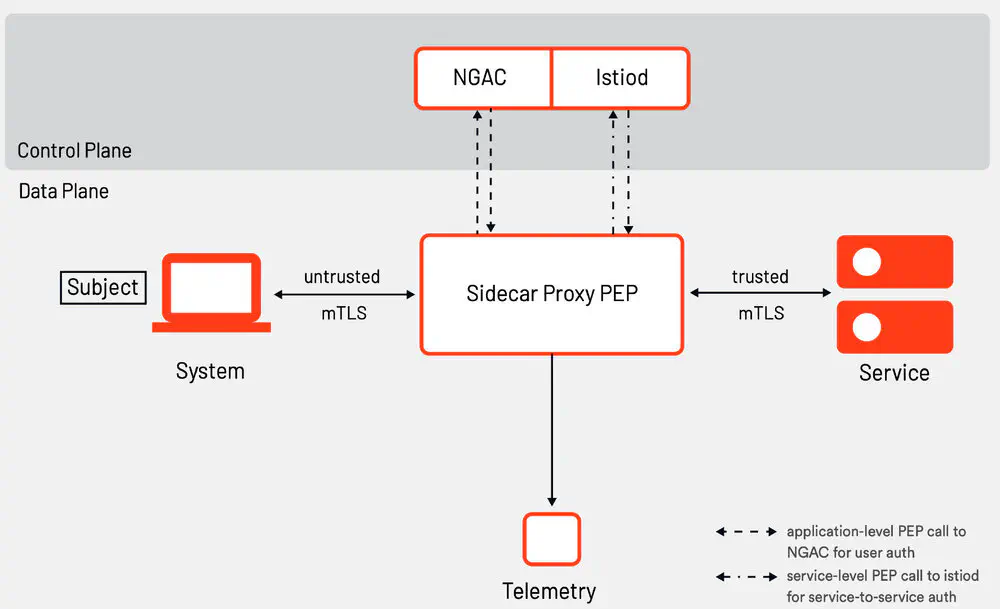 NGAC
Istiod
Control Plane
Data Plane
Subject
untrusted
mTLS
Sidecar Proxy PEP
trusted
mTLS
System
Service
Telemetry
application-level PEP call to
NGAC for user auth
service-level PEP call to istiod
for service-to-service auth